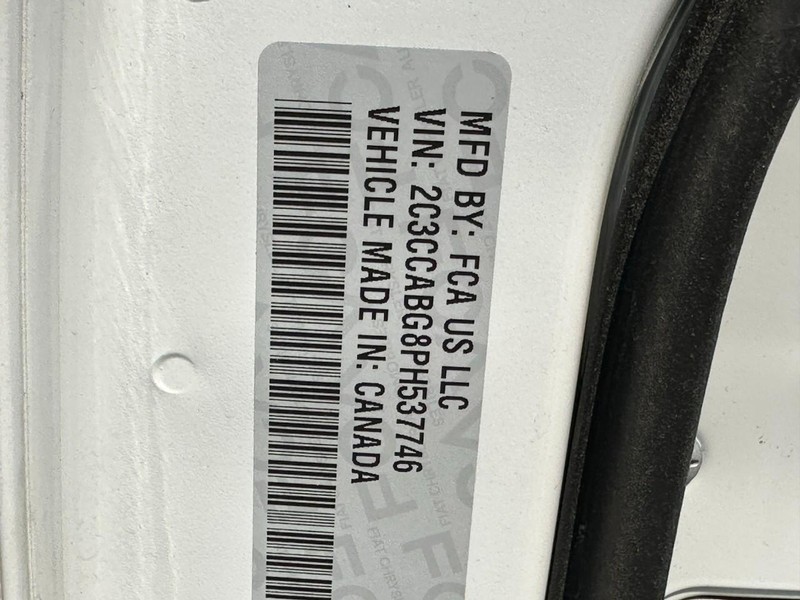 MFD BY: FCA US LLC
VIN: 2C3CCABG8PH537746
VEHICLE MADE IN: CANADA